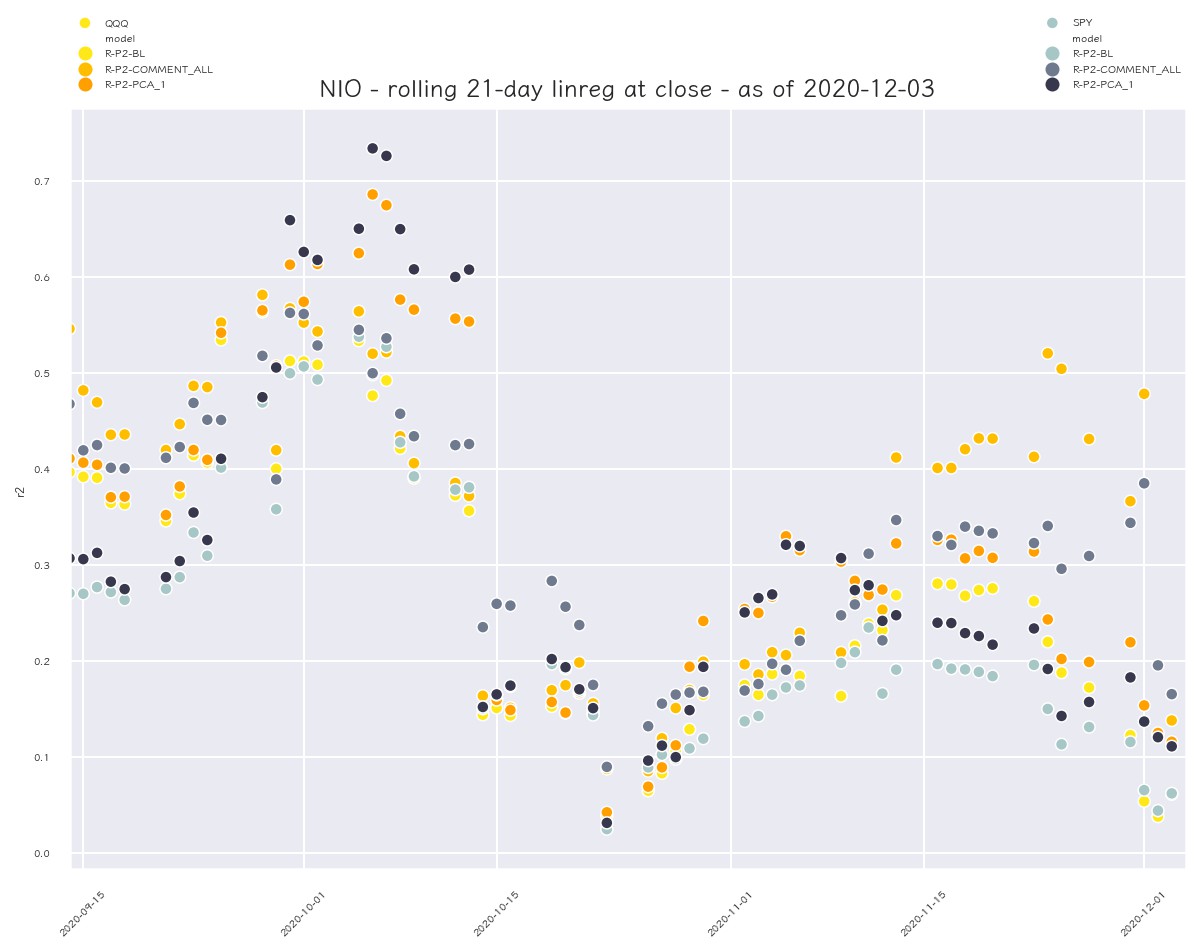 QQQ
model
R-P2-BL
R-P2-COMMENT_ALL
R-P2-PCA_1
SPY
model
R-P2-BL
R-P2-COMMENT_ALL
R-P2-PCA_1
NIO - rolling 21-day linreg at close - as of 2020-12-03
r2
0.7
0.6
0.5
0.4
0.3
0.2
0.1
0.0
2020-09-15
2020-10-01
2020-10-15
2020-11-01
2020-11-15
2020-12-01